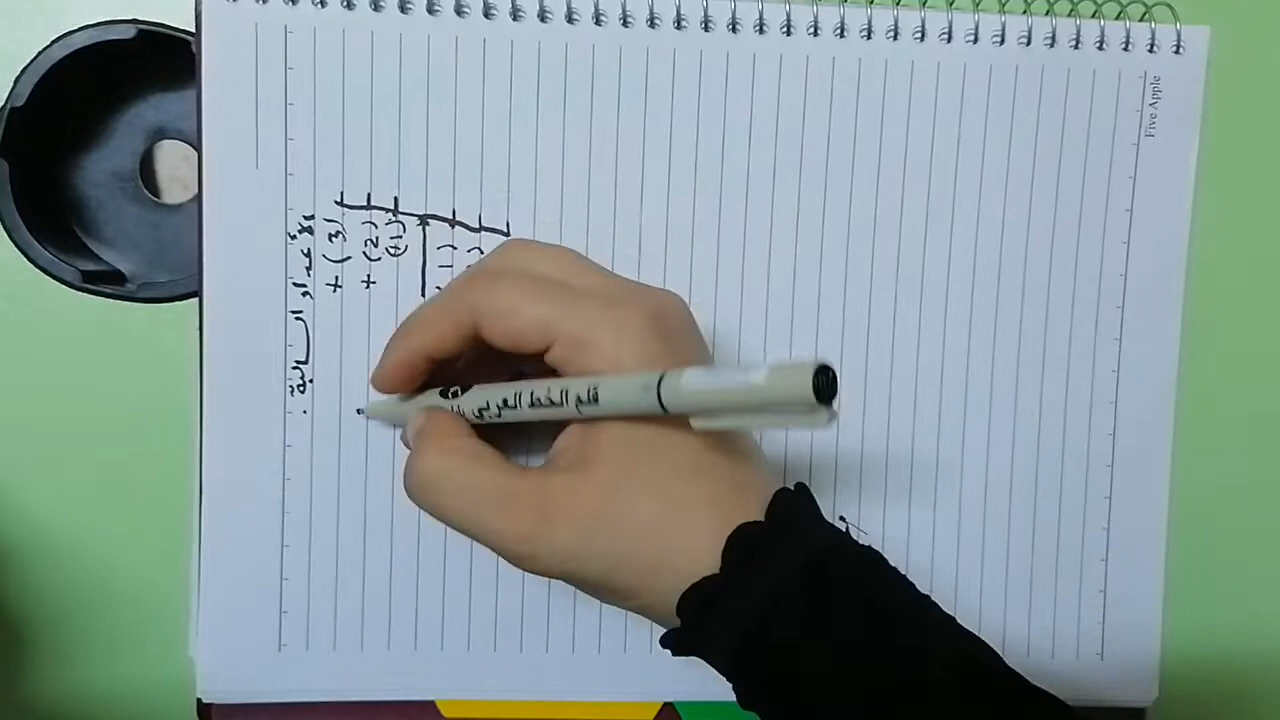 الأعداد السالبة:
+ (3)
+ (2)
(+1)
قلم الخط العربي
Five Apple